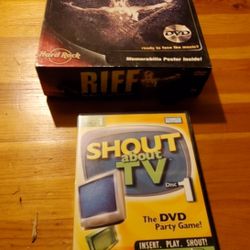 DVD
ready to face the music?
Hard Rock
Memorabilia Poster Inside!
RIFF
SHOUT
about
TV
Disc 1
The DVD
Party Game!
INSERT. PLAY. SHOUT!